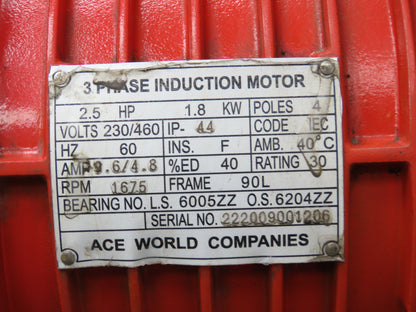 3 PHASE INDUCTION MOTOR
2.5 HP 1.8 KW POLES 4
VOLTS 230/460 IP- 44 CODE IEC
HZ 60 INS. F AMB. 40°C
AMP 9.6/4.8 %ED 40 RATING 30
RPM 1675 FRAME 90L
BEARING NO. L.S. 6005ZZ O.S. 6204ZZ
SERIAL NO. 222009001206
ACE WORLD COMPANIES